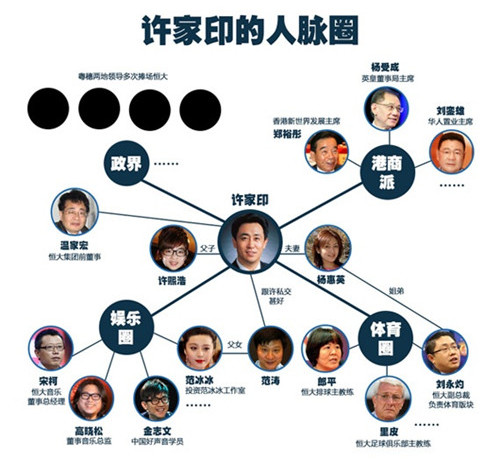 许家印的人脉圈
粤穗两地领导多次捧场恒大
杨受成
英皇董事局主席
刘銮雄
华人置业主席
香港新世界发展主席
郑裕彤
政界
……
港商派
……
……
许家印
温家宏
恒大集团前董事
父子
夫妻
许熙浩
杨惠英
跟许私交
甚好
姐弟
娱乐圈
体育圈
父女
宋柯
恒大音乐
董事总经理
范冰冰
投资范冰冰工作室
范涛
郎平
恒大排球主教练
刘永灼
恒大副总裁
负责体育版块
高晓松
董事音乐总监
金志文
中国好声音学员
里皮
恒大足球俱乐部主教练
……